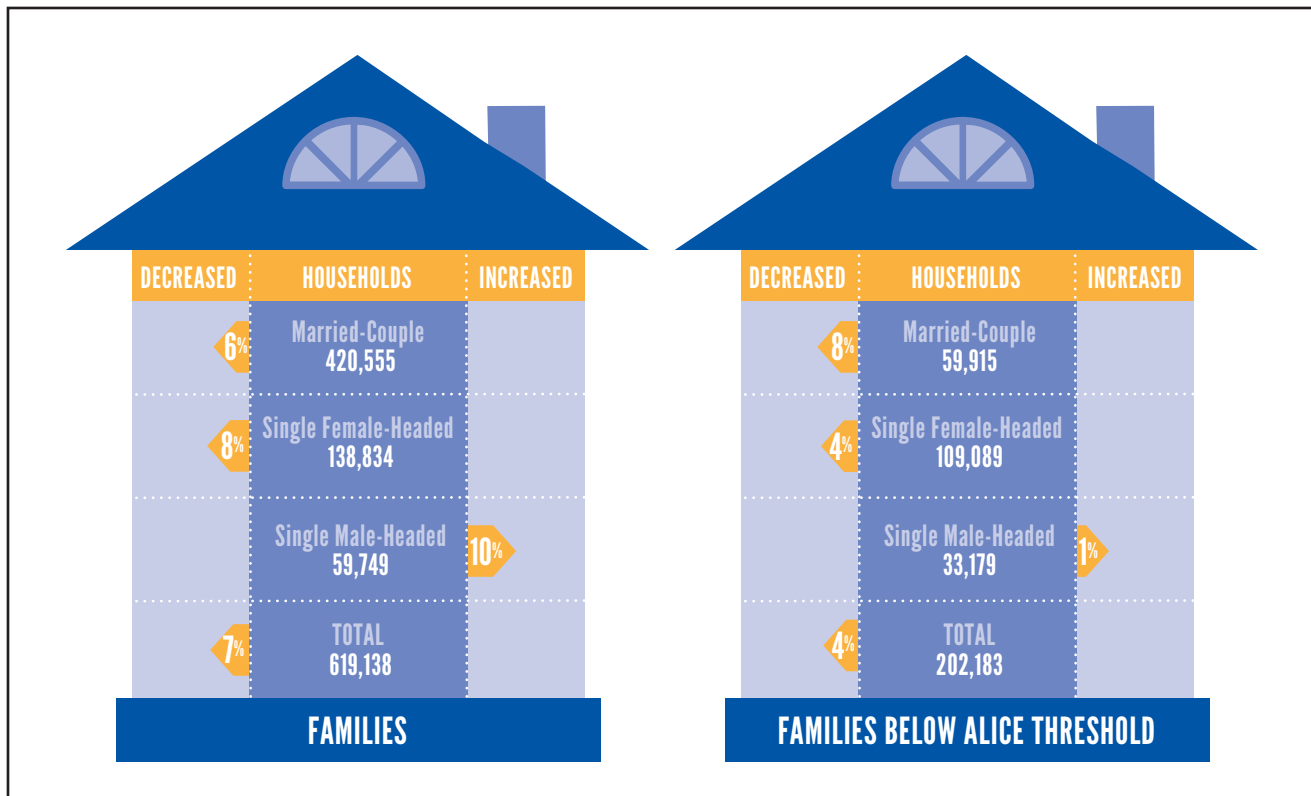 DECREASED HOUSEHOLDS INCREASED
6% Married-Couple
420,555
8% Single Female-Headed
138,834
Single Male-Headed 10%
59,749
7% TOTAL
619,138
FAMILIES
DECREASED HOUSEHOLDS INCREASED
8% Married-Couple
59,915
4% Single Female-Headed
109,089
Single Male-Headed 1%
33,179
4% TOTAL
202,183
FAMILIES BELOW ALICE THRESHOLD